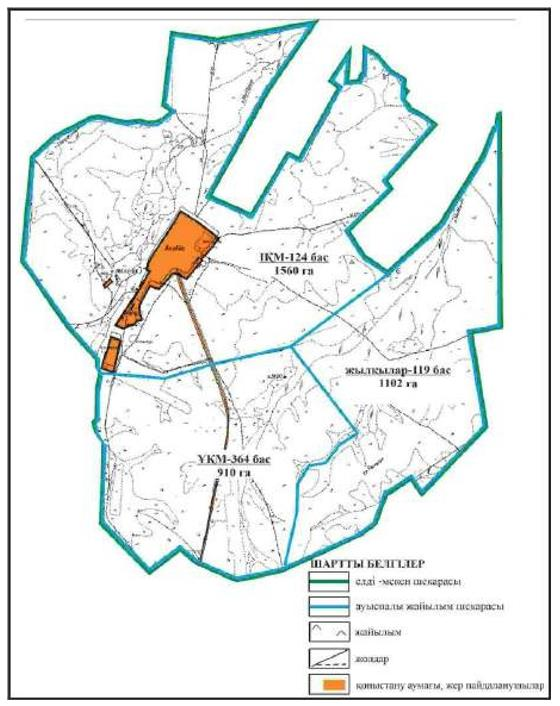 ІҚМ-124 бас
1560 га
жылқылар-119 бас
1102 га
ҰҚМ-364 бас
910 га
ШАРТТЫ БЕЛГІЛЕР
елді -мекен шекарасы
ауыспалы жайылым шекарасы
жайылым
жолдар
қоныстану аумағы, жер пайдаланушылар